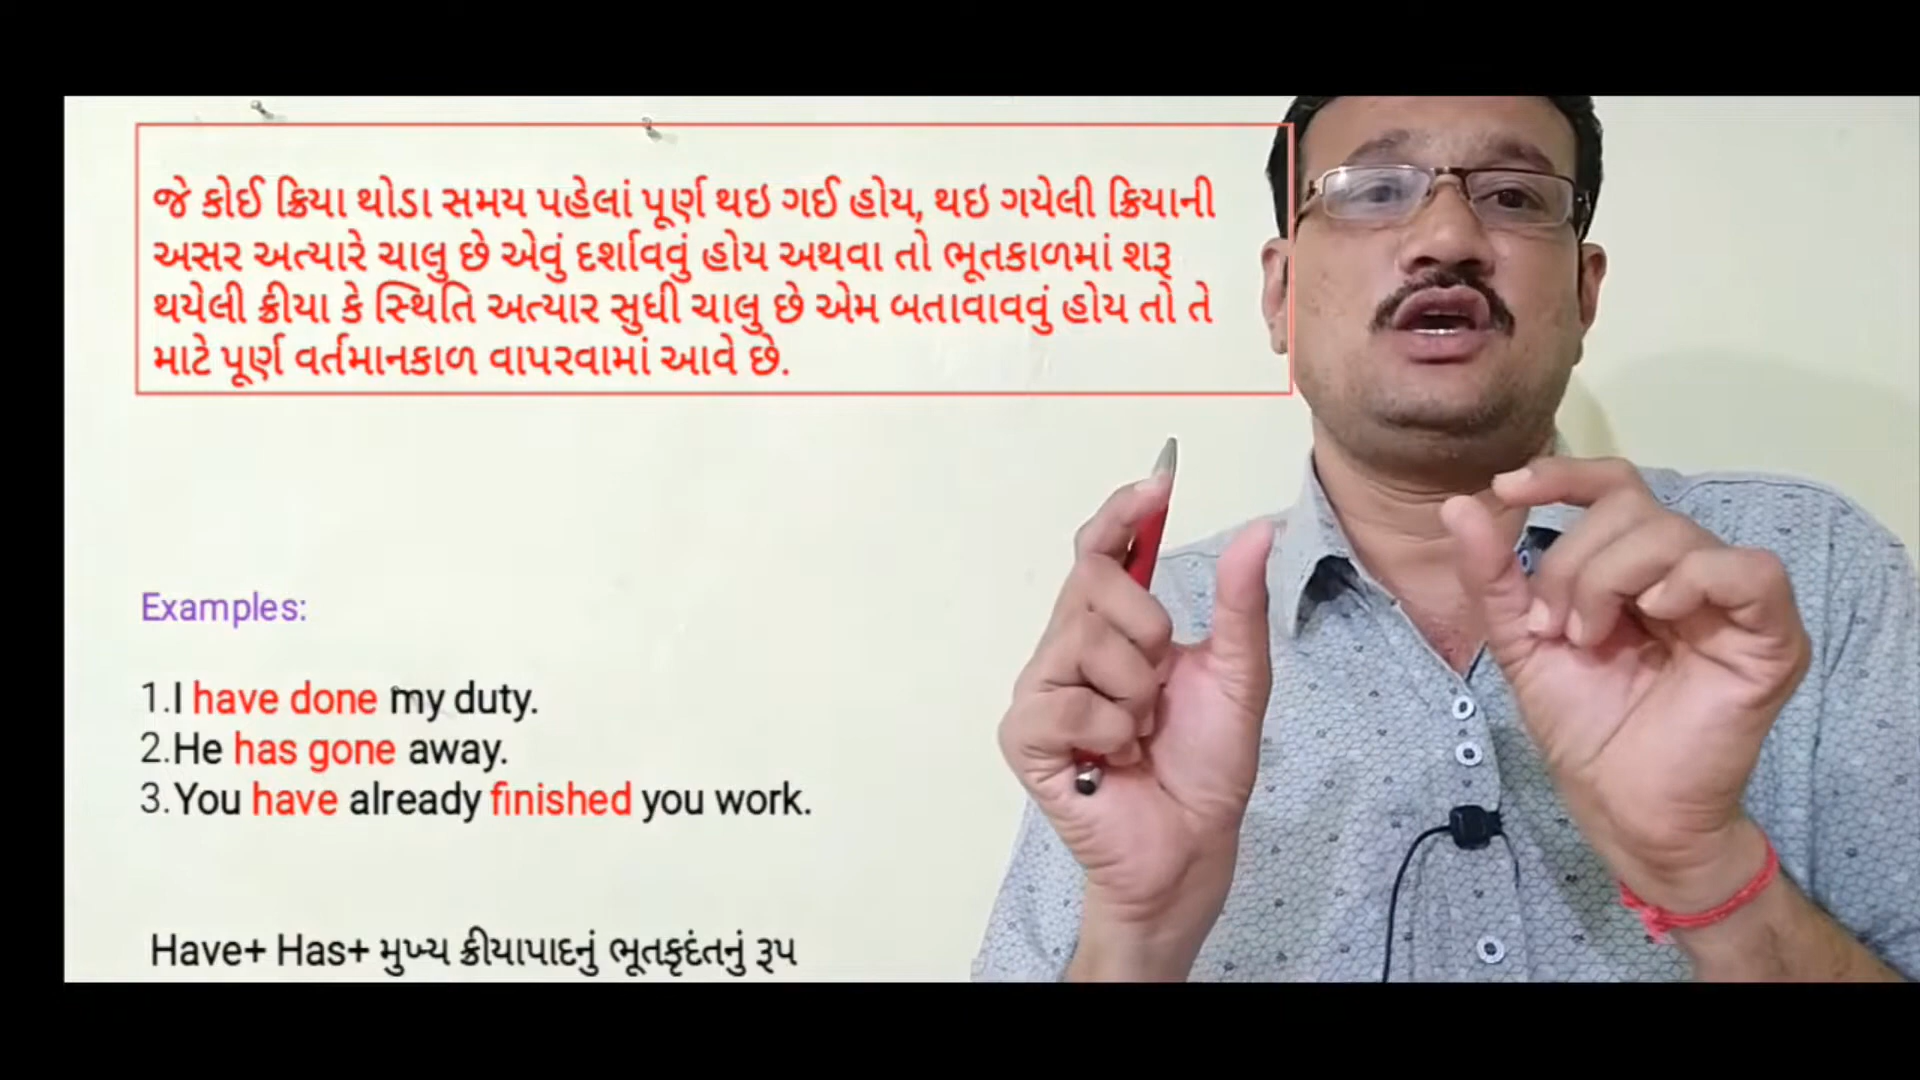 જે કોઈ ક્રિયા થોડા સમય પહેલાં પૂર્ણ થઇ ગઈ હોય, થઇ ગયેલી ક્રિયાની
અસર અત્યારે ચાલુ છે એવું દર્શાવવું હોય અથવા તો ભૂતકાળમાં શરૂ
થયેલી ક્રીયા કે સ્થિતિ અત્યાર સુધી ચાલુ છે એમ બતાવાવવું હોય તો તે
માટે પૂર્ણ વર્તમાનકાળ વાપરવામાં આવે છે.
Examples:
1.I have done my duty.
2.He has gone away.
3.You have already finished you work.
Have+ Has+ મુખ્ય ક્રીયાપાદનું ભૂતકૃદંતનું રૂપ